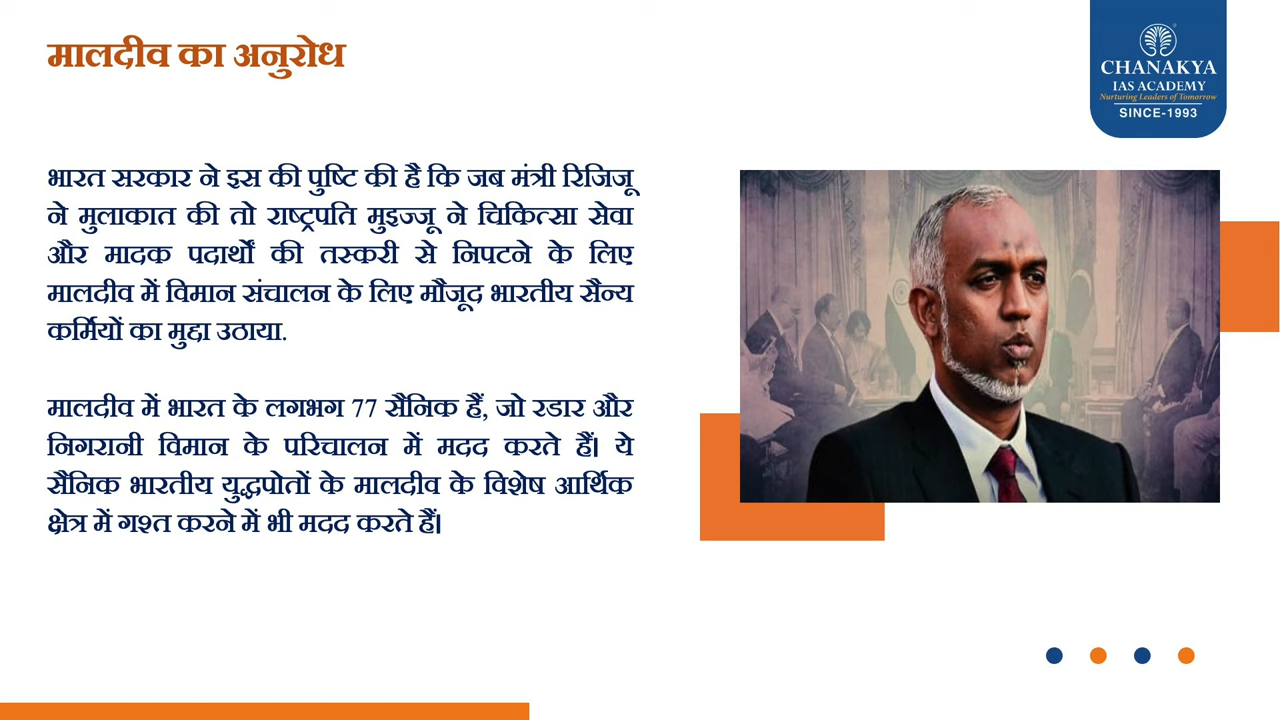 मालदीव का अनुरोध
CHANAKYA
IAS ACADEMY
Nurturing Leaders of Tomorrow
SINCE-1993
भारत सरकार ने इस की पुष्टि की है कि जब मंत्री रिजिजू
ने मुलाकात की तो राष्ट्रपति मुइज्जू ने चिकित्सा सेवा
और मादक पदार्थों की तस्करी से निपटने के लिए
मालदीव में विमान संचालन के लिए मौजूद भारतीय सैन्य
कर्मियों का मुद्दा उठाया.
मालदीव में भारत के लगभग 77 सैनिक हैं, जो रडार और
निगरानी विमान के परिचालन में मदद करते हैं। ये
सैनिक भारतीय युद्धपोतों के मालदीव के विशेष आर्थिक
क्षेत्र में गश्त करने में भी मदद करते हैं।